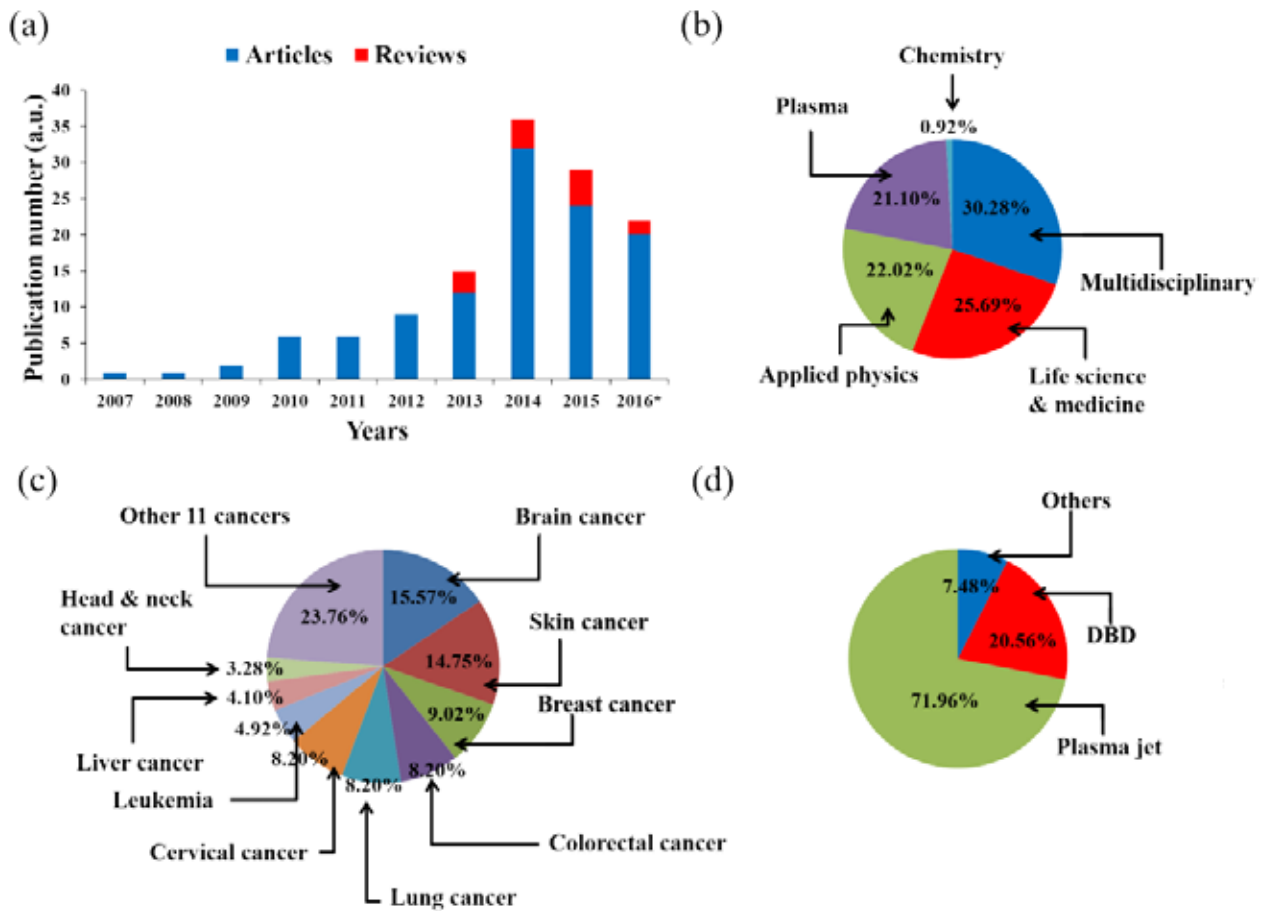 (a)
Articles Reviews
Publication number (a.u.)
40
35
30
25
20
15
10
5
0
2007 2008 2009 2010 2011 2012 2013 2014 2015 2016*
Years
(b)
Chemistry
Plasma
0.92%
21.10%
30.28%
22.02%
Multidisciplinary
25.69%
Applied physics
Life science
& medicine
(c)
Other 11 cancers
Brain cancer
15.57%
23.76%
Head & neck
cancer
Skin cancer
14.75%
3.28%
4.10%
Breast cancer
9.02%
4.92%
8.20%
8.20%
8.20%
Liver cancer
Leukemia
Cervical cancer
Colorectal cancer
Lung cancer
(d)
Others
7.48%
DBD
20.56%
71.96%
Plasma jet